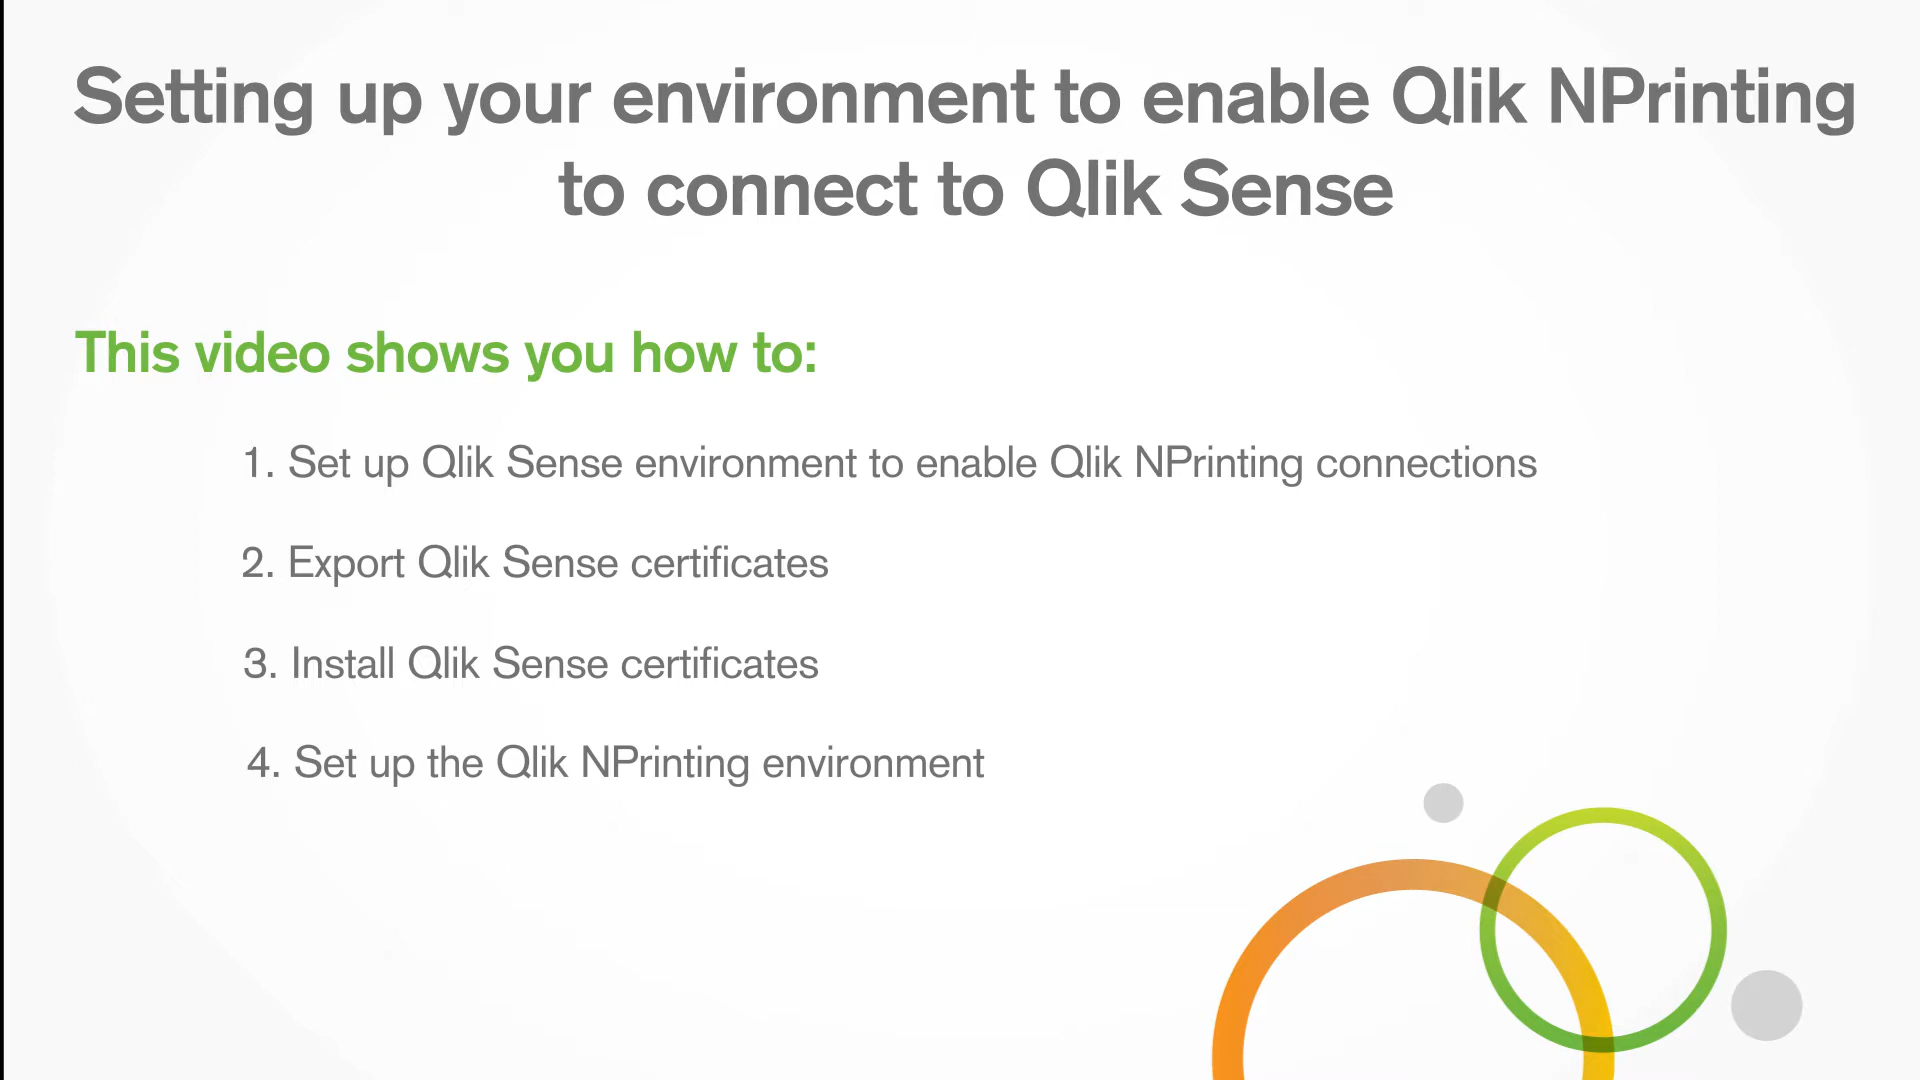 Setting up your environment to enable Qlik NPrinting
to connect to Qlik Sense
This video shows you how to:
1. Set up Qlik Sense environment to enable Qlik NPrinting connections
2. Export Qlik Sense certificates
3. Install Qlik Sense certificates
4. Set up the Qlik NPrinting environment